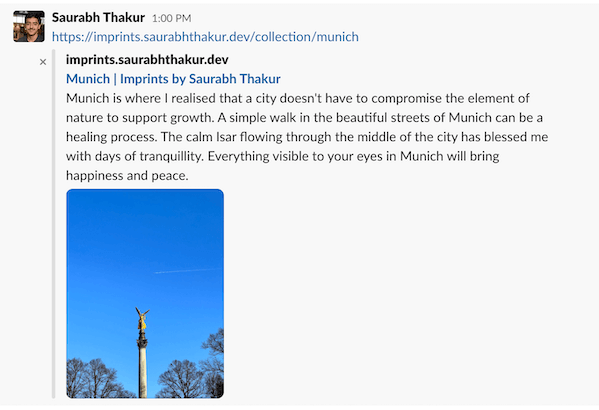 Saurabh Thakur 1:00 PM
https://imprints.saurabhthakur.dev/collection/munich
× imprints.saurabhthakur.dev
Munich | Imprints by Saurabh Thakur
Munich is where I realised that a city doesn't have to compromise the element of
nature to support growth. A simple walk in the beautiful streets of Munich can be a
healing process. The calm Isar flowing through the middle of the city has blessed me
with days of tranquillity. Everything visible to your eyes in Munich will bring
happiness and peace.